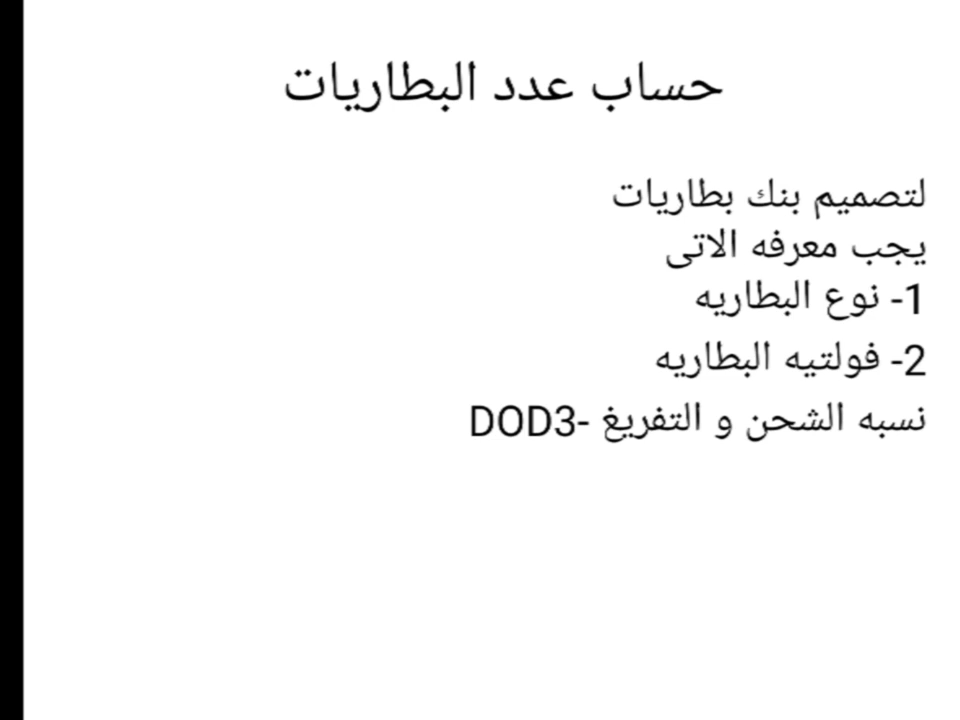 حساب عدد البطاريات
لتصميم بنك بطاريات
يجب معرفه الاتى
1- نوع البطاريه
2- فولتيه البطاريه
نسبه الشحن و التفريغ -DOD3